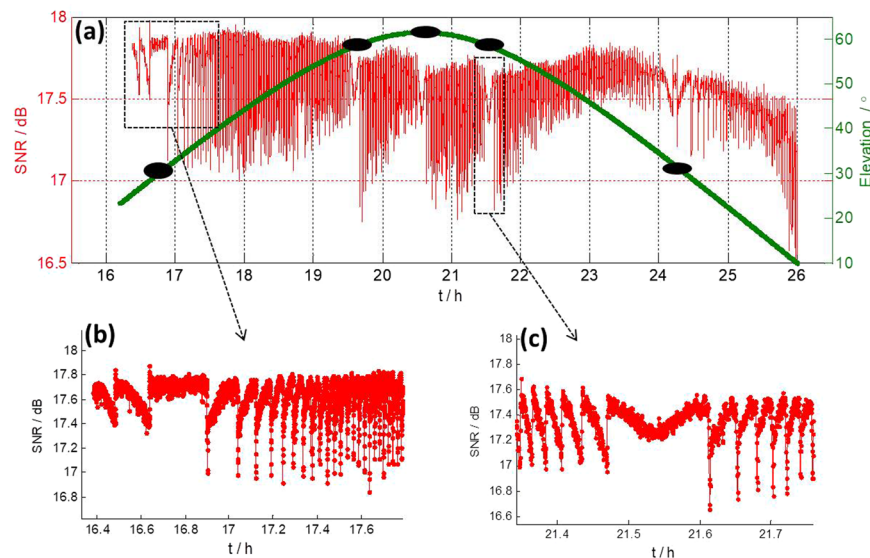 (a)
18
17.5
17
16.5
SNR / dB
60
50
40
30
20
10
Elevation / °
16 17 18 19 20 21 22 23 24 25 26
t / h
(b)
18
17.8
17.6
17.4
17.2
17
16.8
SNR / dB
16.4 16.6 16.8 17 17.2 17.4 17.6
t / h
(c)
18
17.8
17.6
17.4
17.2
17
16.8
16.6
SNR / dB
21.4 21.5 21.6 21.7
t / h